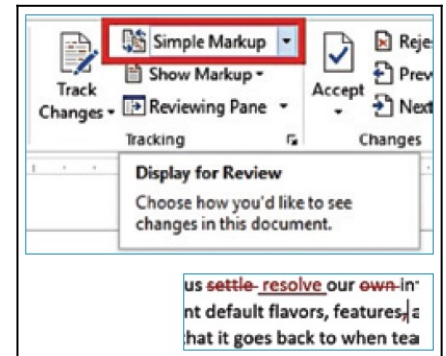 Simple Markup
Reje
Show Markup
Prev
Track Changes
Accept
Reviewing Pane
Next
Tracking
Changes
Display for Review
Choose how you'd like to see
changes in this document.
us settle resolve our own in
nt default flavors, features, a
that it goes back to when tea